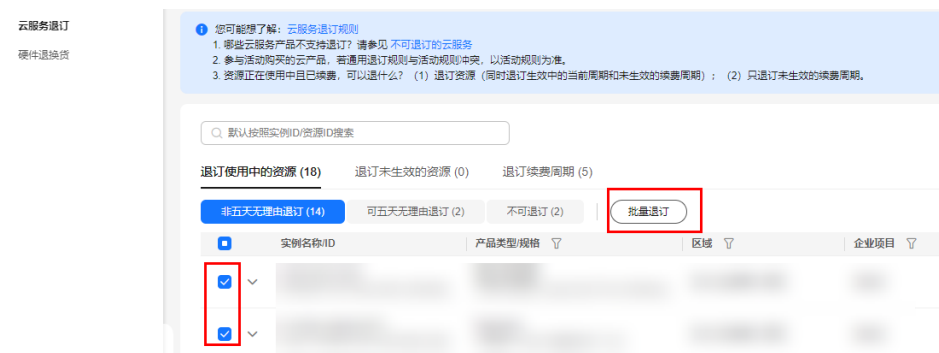 云服务退订
硬件退换货
您可能想了解：云服务退订规则
1. 哪些云服务产品不支持退订？请参见 不可退订的云服务
2. 参与活动购买的云产品，若通用退订规则与活动规则冲突，以活动规则为准。
3. 资源正在使用中且已续费，可以退什么？（1）退订资源（同时退订生效中的当前周期和未生效的续费周期）；（2）只退订未生效的续费周期。
默认按照实例ID/资源ID搜索
退订使用中的资源 (18) 退订未生效的资源 (0) 退订续费周期 (5)
非五天无理由退订 (14) 可五天无理由退订 (2) 不可退订 (2) 批量退订
实例名称/ID 产品类型/规格 区域 企业项目